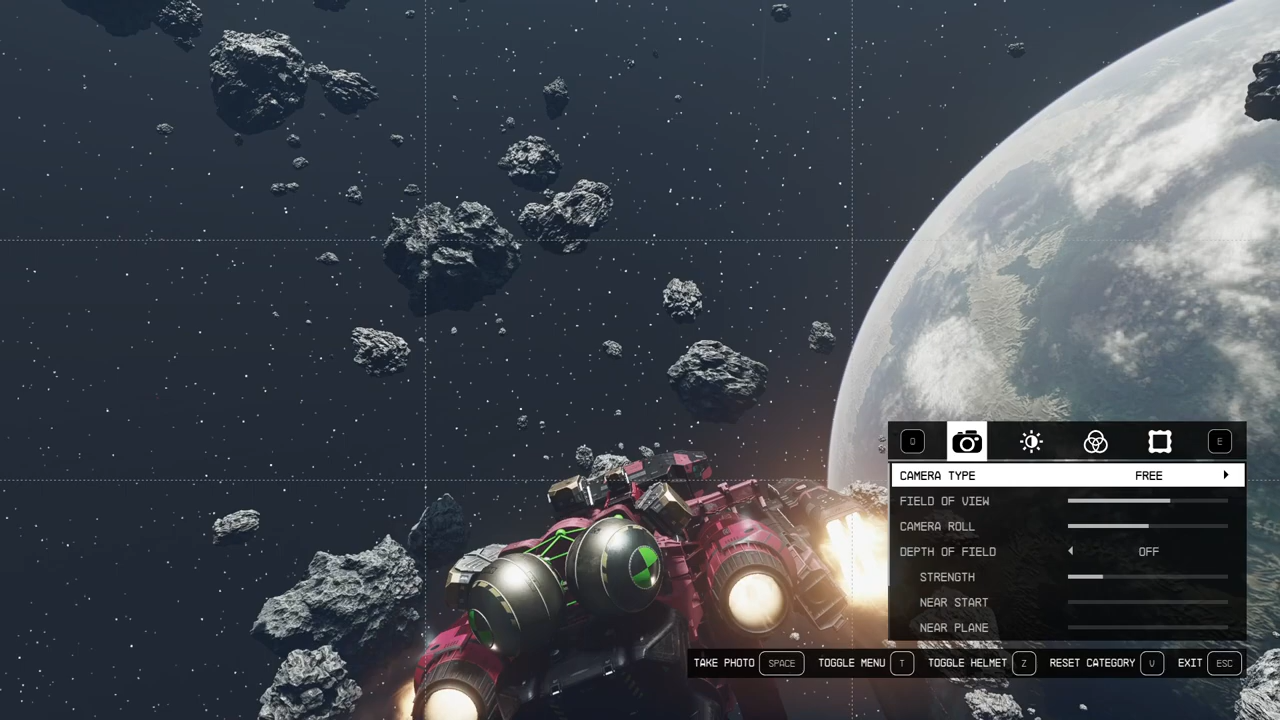 Q
E
CAMERA TYPE FREE
FIELD OF VIEW
CAMERA ROLL
DEPTH OF FIELD OFF
STRENGTH
NEAR START
NEAR PLANE
TAKE PHOTO SPACE TOGGLE MENU T TOGGLE HELMET Z RESET CATEGORY V EXIT ESC